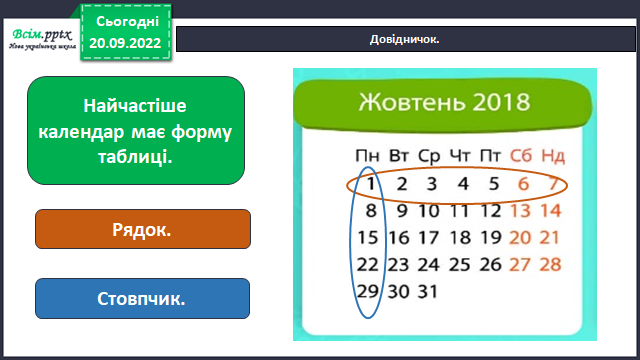 Всім.pptx
Нова українська школа
Сьогодні
20.09.2022
Довідничок.
Найчастіше
календар має форму
таблиці.
Рядок.
Стовпчик.
Жовтень 2018
Пн Вт Ср Чт Пт Сб Нд
1 2 3 4 5 6 7
8 9 10 11 12 13 14
15 16 17 18 19 20 21
22 23 24 25 26 27 28
29 30 31